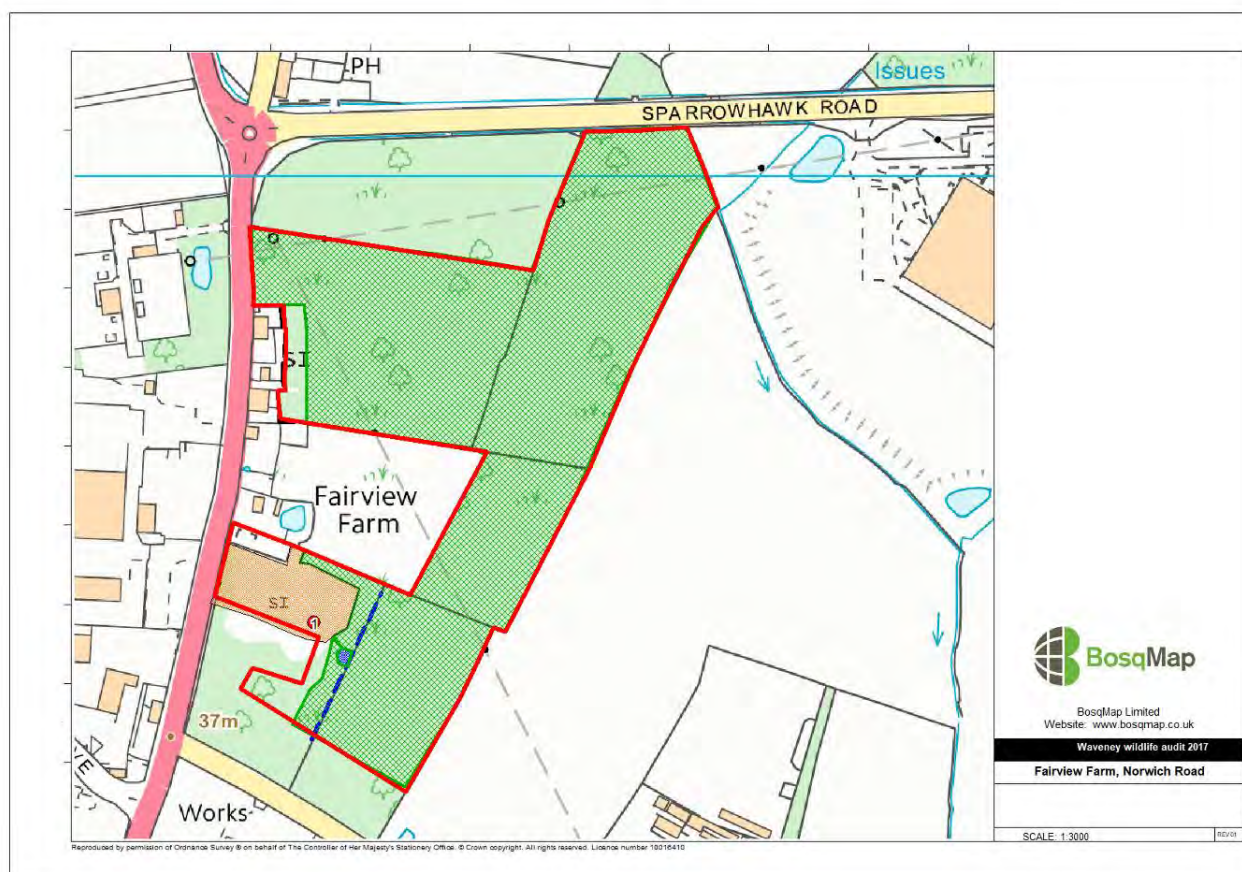 PH
Issues
SPARROWHAWK ROAD
SI
Fairview
Farm
SI
1
37m
VE
Works
BosqMap
BosqMap Limited
Website: www.bosqmap.co.uk
Waveney wildlife audit 2017
Fairview Farm, Norwich Road
SCALE: 1:3000
REV01
Reproduced by permission of Ordnance Survey ® on behalf of The Controller of Her Majesty's Stationery Office. © Crown copyright. All rights reserved. Licence number 10016410